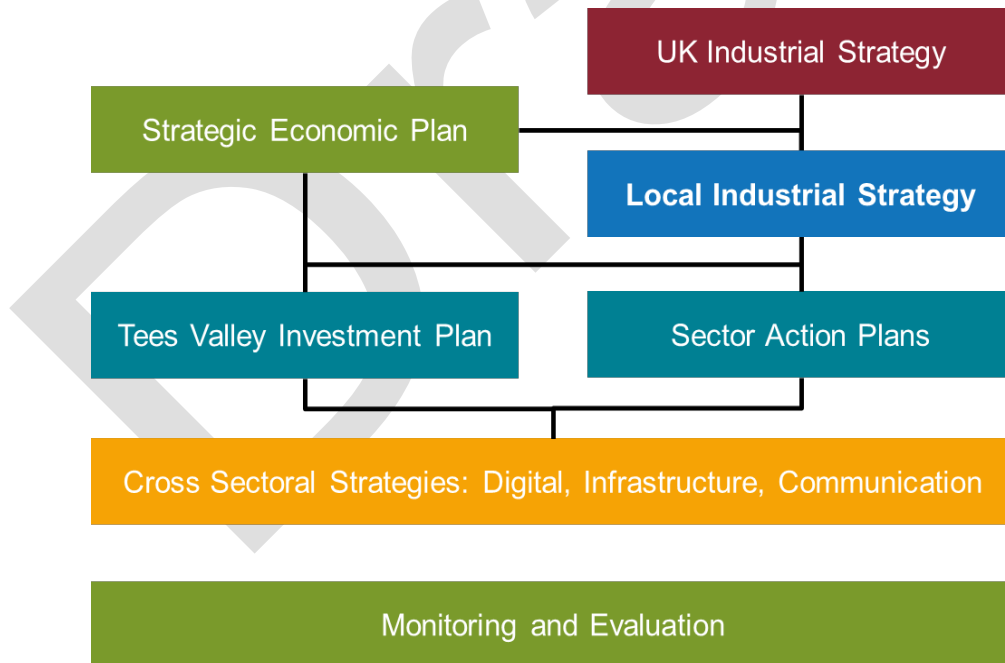 UK Industrial Strategy
Strategic Economic Plan
Local Industrial Strategy
Tees Valley Investment Plan
Sector Action Plans
Cross Sectoral Strategies: Digital, Infrastructure, Communication
Monitoring and Evaluation